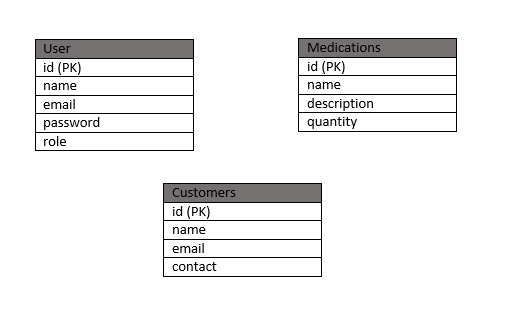 User
id (PK)
name
email
password
role
Medications
id (PK)
name
description
quantity
Customers
id (PK)
name
email
contact